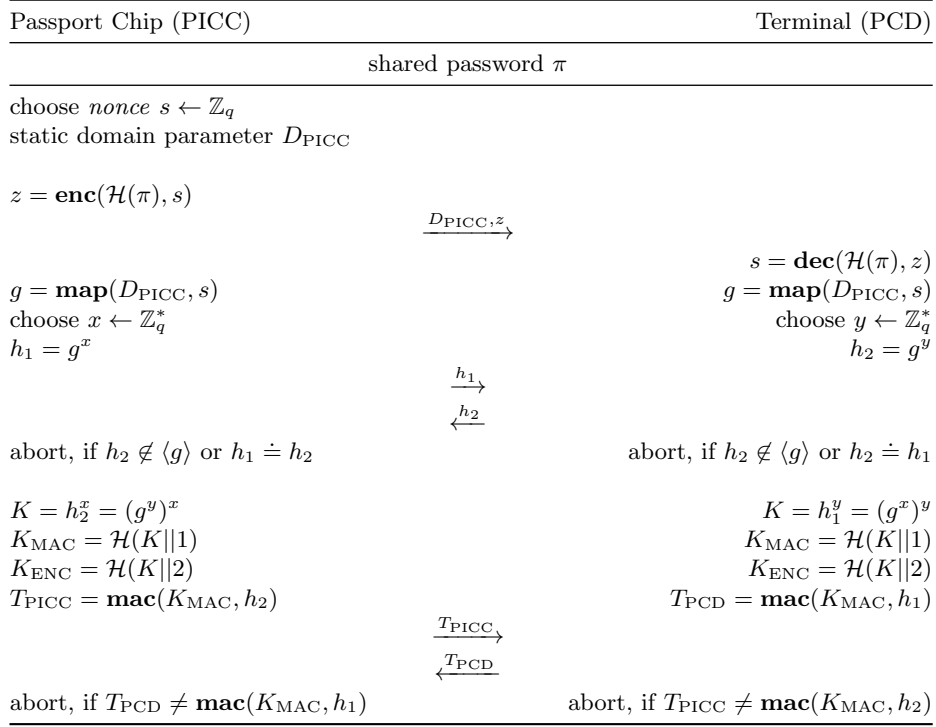 Passport Chip (PICC) Terminal (PCD)
shared password π
choose nonce s ← ℤ_q
static domain parameter D_PICC
z = enc(ℋ(π), s)
D_PICC, z
s = dec(ℋ(π), z)
g = map(D_PICC, s) g = map(D_PICC, s)
choose x ← ℤ_q^* choose y ← ℤ_q^*
h_1 = g^x h_2 = g^y
h_1
h_2
abort, if h_2 ∉ ⟨g⟩ or h_1 ≐ h_2 abort, if h_2 ∉ ⟨g⟩ or h_2 ≐ h_1
K = h_2^x = (g^y)^x K = h_1^y = (g^x)^y
K_MAC = ℋ(K||1) K_MAC = ℋ(K||1)
K_ENC = ℋ(K||2) K_ENC = ℋ(K||2)
T_PICC = mac(K_MAC, h_2) T_PCD = mac(K_MAC, h_1)
T_PICC
T_PCD
abort, if T_PCD ≠ mac(K_MAC, h_1) abort, if T_PICC ≠ mac(K_MAC, h_2)